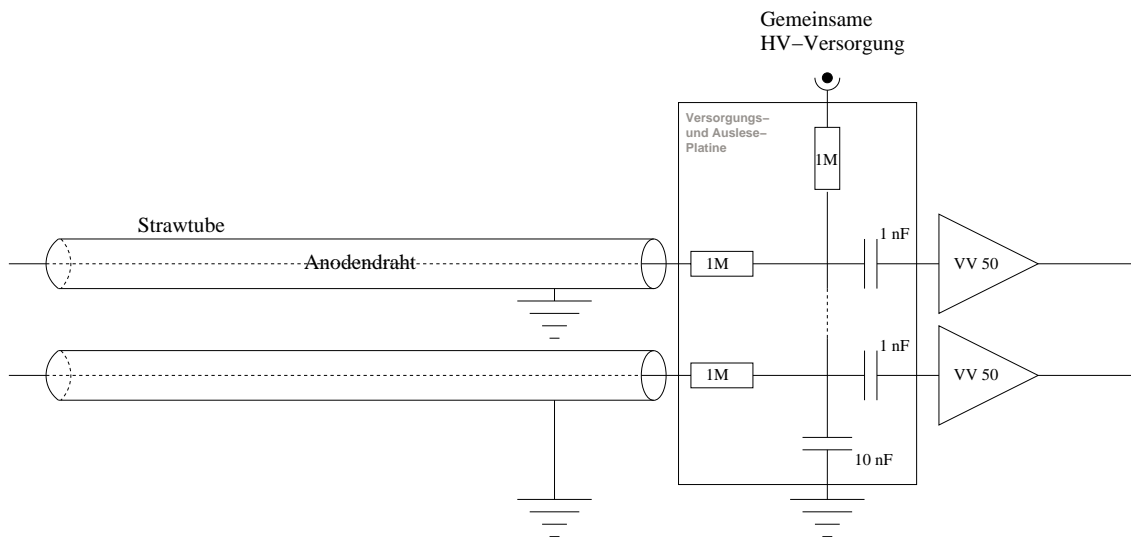 Gemeinsame
HV−Versorgung
Versorgungs−
und Auslese−
Platine
1M
Strawtube
1 nF
Anodendraht
1M
VV 50
1 nF
1M
VV 50
10 nF